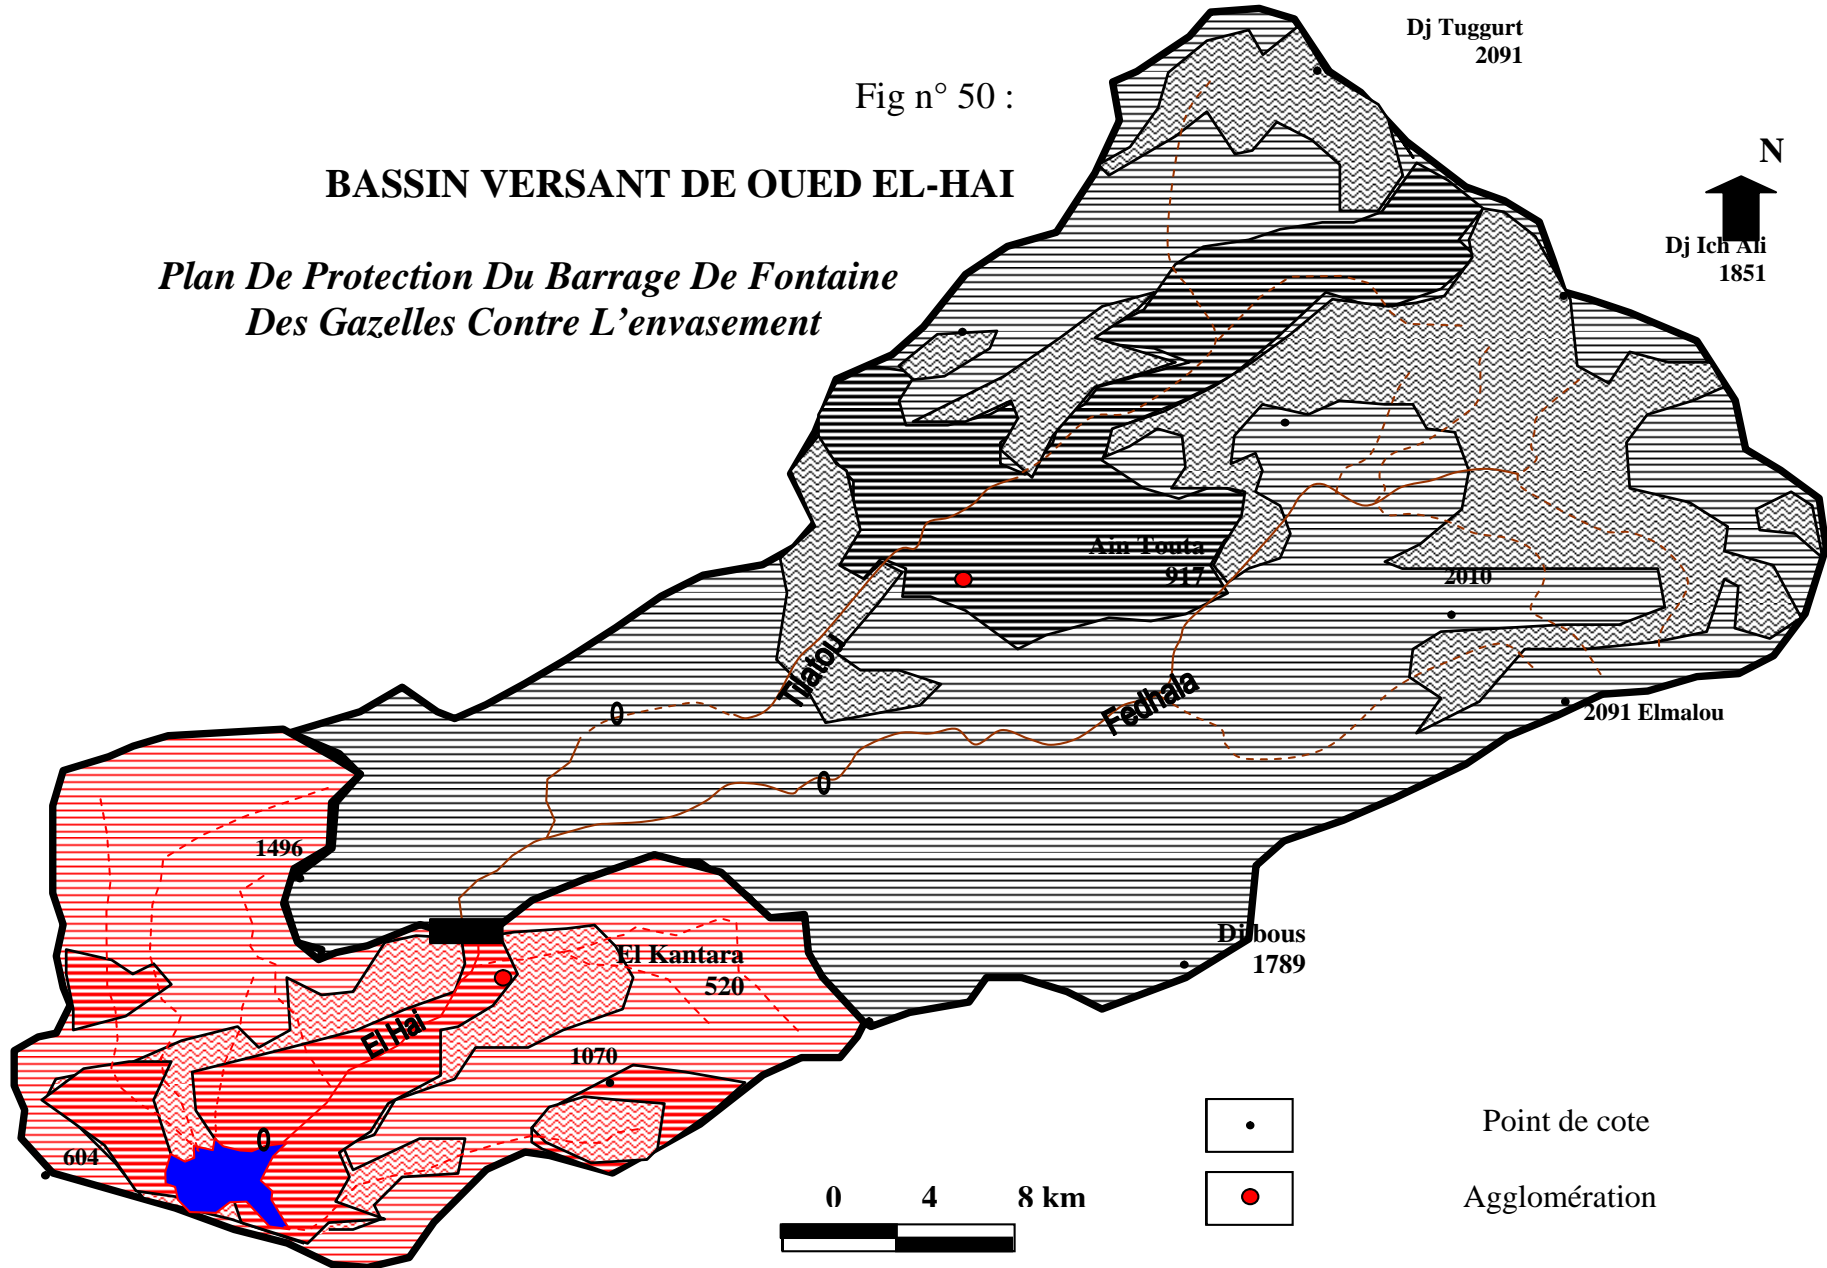 Dj Tuggurt
2091
Fig n° 50 :
N
BASSIN VERSANT DE OUED EL-HAI
Dj Ich Ali
1851
Plan De Protection Du Barrage De Fontaine
Des Gazelles Contre L'envasement
Ain Touta
917
2010
Tilatou
Fedhala
0
2091 Elmalou
0
1496
Dj bous
1789
El Kantara
520
El Hai
1070
0
604
Point de cote
Agglomération
0 4 8 km